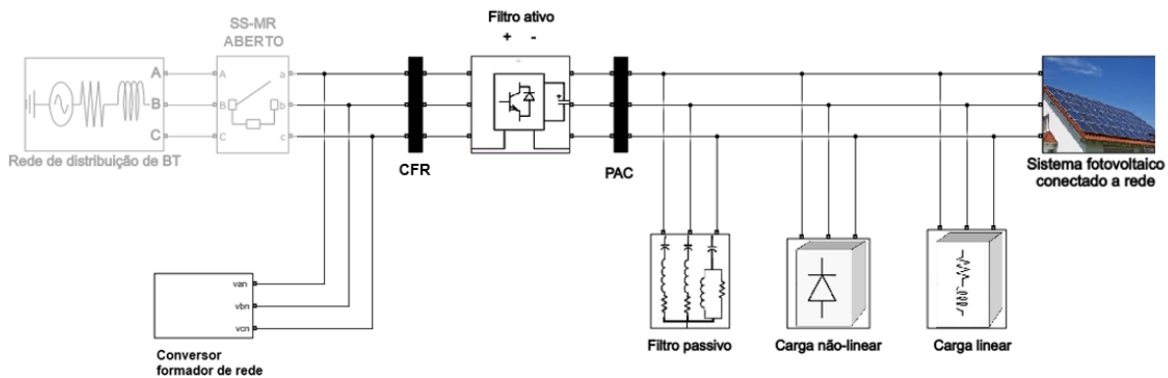 SS-MR
ABERTO
Filtro ativo
+ -
A
B
C
A
B
C
a
b
c
Rede de distribuição de BT
CFR
PAC
Sistema fotovoltaico
conectado a rede
van
vbn
vcn
Conversor
formador de rede
+
Filtro passivo
Carga não-linear
Carga linear